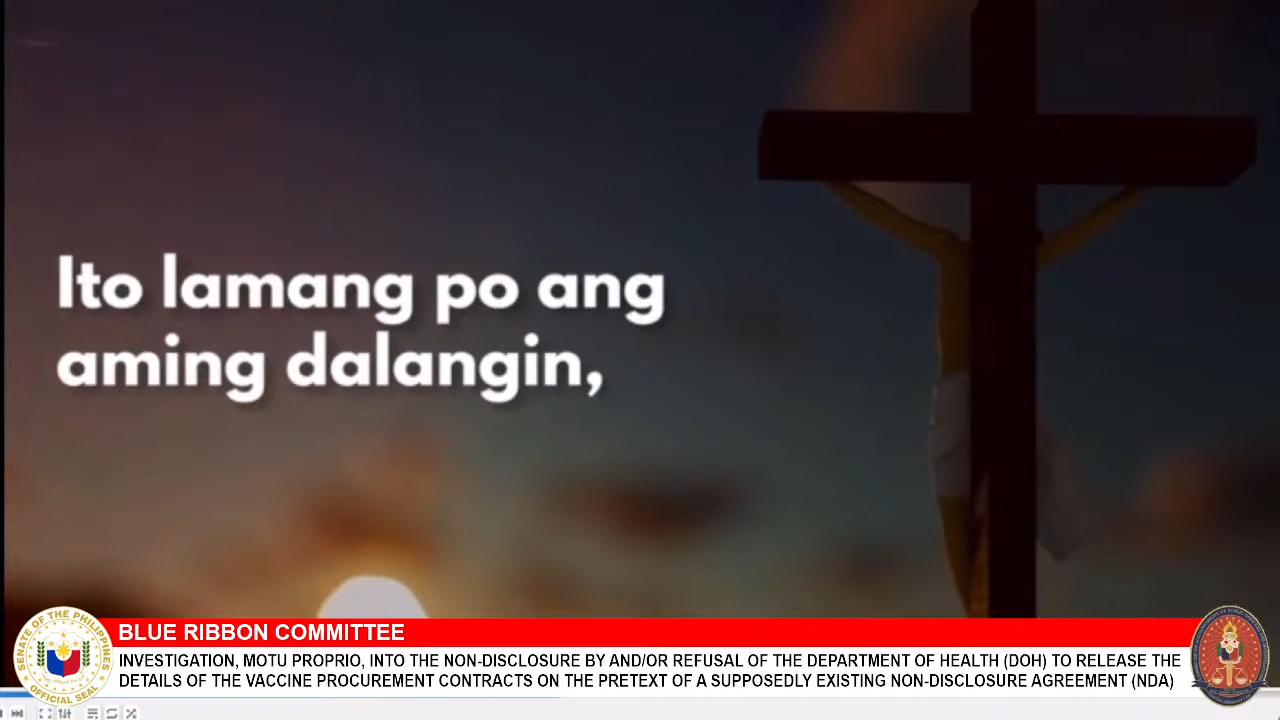 Ito lamang po ang
aming dalangin,
BLUE RIBBON COMMITTEE
INVESTIGATION, MOTU PROPRIO, INTO THE NON-DISCLOSURE BY AND/OR REFUSAL OF THE DEPARTMENT OF HEALTH (DOH) TO RELEASE THE
DETAILS OF THE VACCINE PROCUREMENT CONTRACTS ON THE PRETEXT OF A SUPPOSEDLY EXISTING NON-DISCLOSURE AGREEMENT (NDA)
SENATE OF THE PHILIPPINES
OFFICIAL SEAL